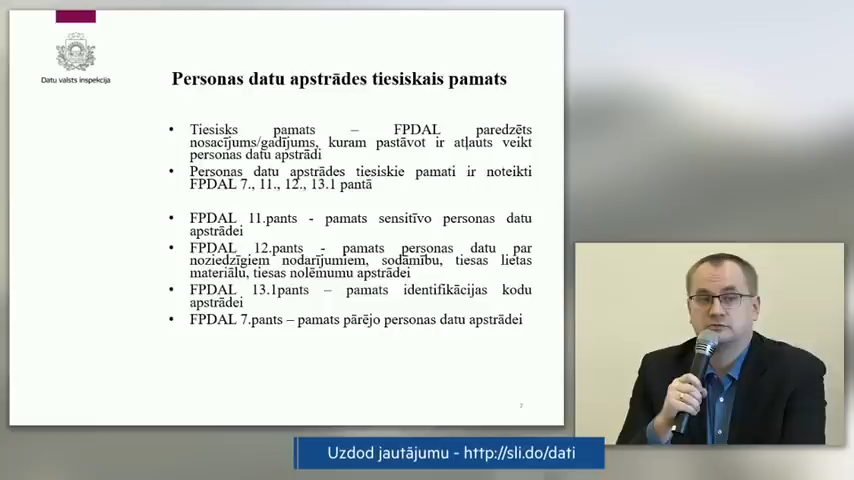 Datu valsts inspekcija
Personas datu apstrādes tiesiskais pamats
• Tiesisks pamats – FPDAL paredzēts
nosacījums/gadījums, kuram pastāvot ir atļauts veikt
personas datu apstrādi
• Personas datu apstrādes tiesiskie pamati ir noteikti
FPDAL 7., 11., 12., 13.1 pantā
• FPDAL 11.pants - pamats sensitīvo personas datu
apstrādei
• FPDAL 12.pants - pamats personas datu par
noziedzīgiem nodarījumiem, sodāmību, tiesas lietas
materiālu, tiesas nolēmumu apstrādei
• FPDAL 13.1pants – pamats identifikācijas kodu
apstrādei
• FPDAL 7.pants – pamats pārējo personas datu apstrādei
7
Uzdod jautājumu - http://sli.do/dati